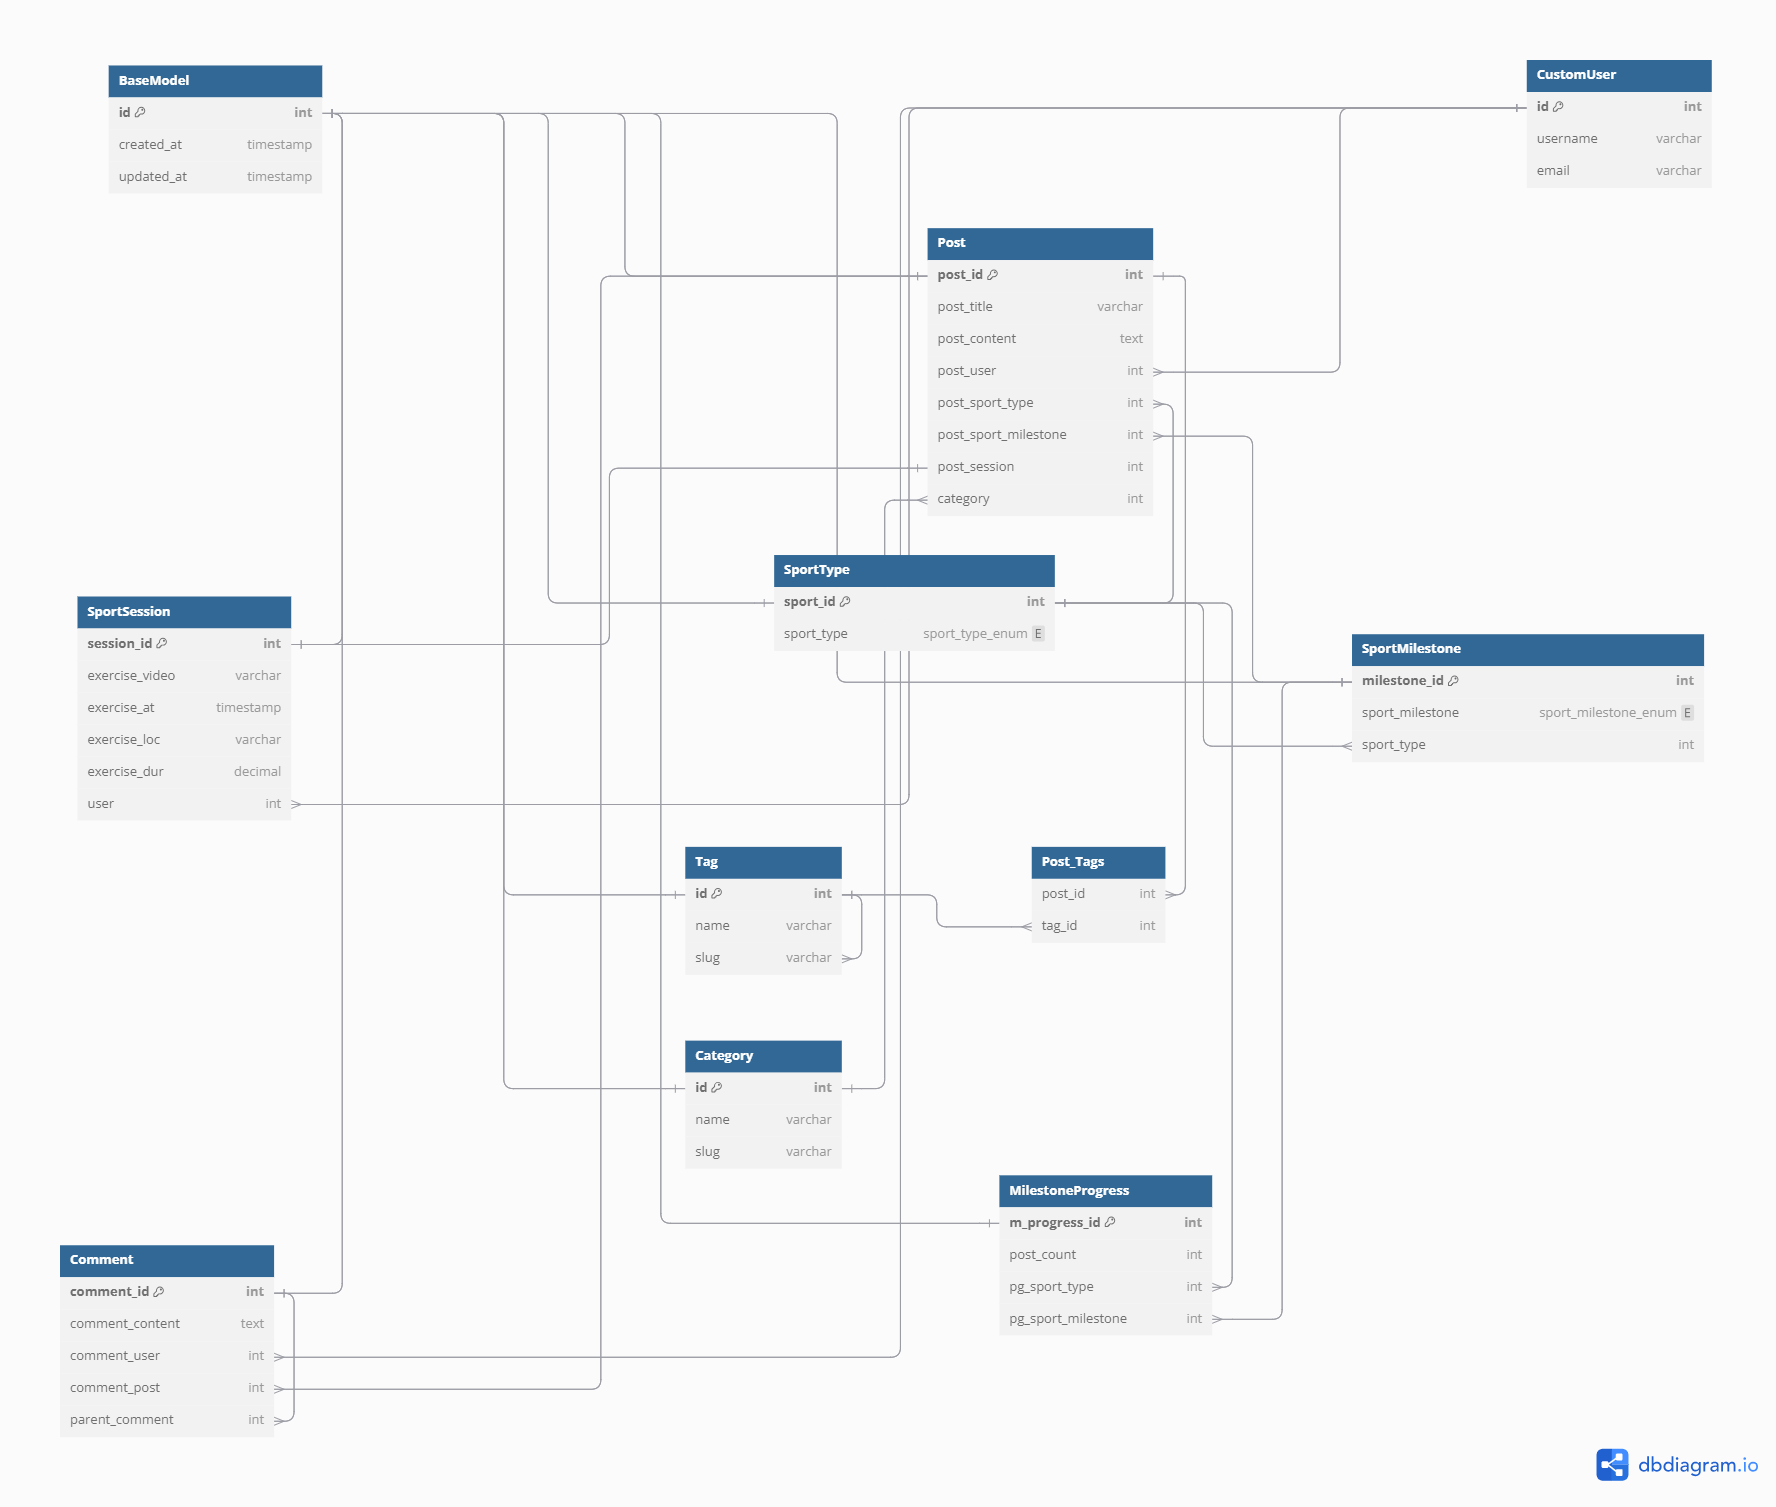 BaseModel
id int
created_at timestamp
updated_at timestamp
CustomUser
id int
username varchar
email varchar
Post
post_id int
post_title varchar
post_content text
post_user int
post_sport_type int
post_sport_milestone int
post_session int
category int
SportType
sport_id int
sport_type sport_type_enum E
SportSession
session_id int
exercise_video varchar
exercise_at timestamp
exercise_loc varchar
exercise_dur decimal
user int
SportMilestone
milestone_id int
sport_milestone sport_milestone_enum E
sport_type int
Tag
id int
name varchar
slug varchar
Post_Tags
post_id int
tag_id int
Category
id int
name varchar
slug varchar
MilestoneProgress
m_progress_id int
post_count int
pg_sport_type int
pg_sport_milestone int
Comment
comment_id int
comment_content text
comment_user int
comment_post int
parent_comment int
dbdiagram.io